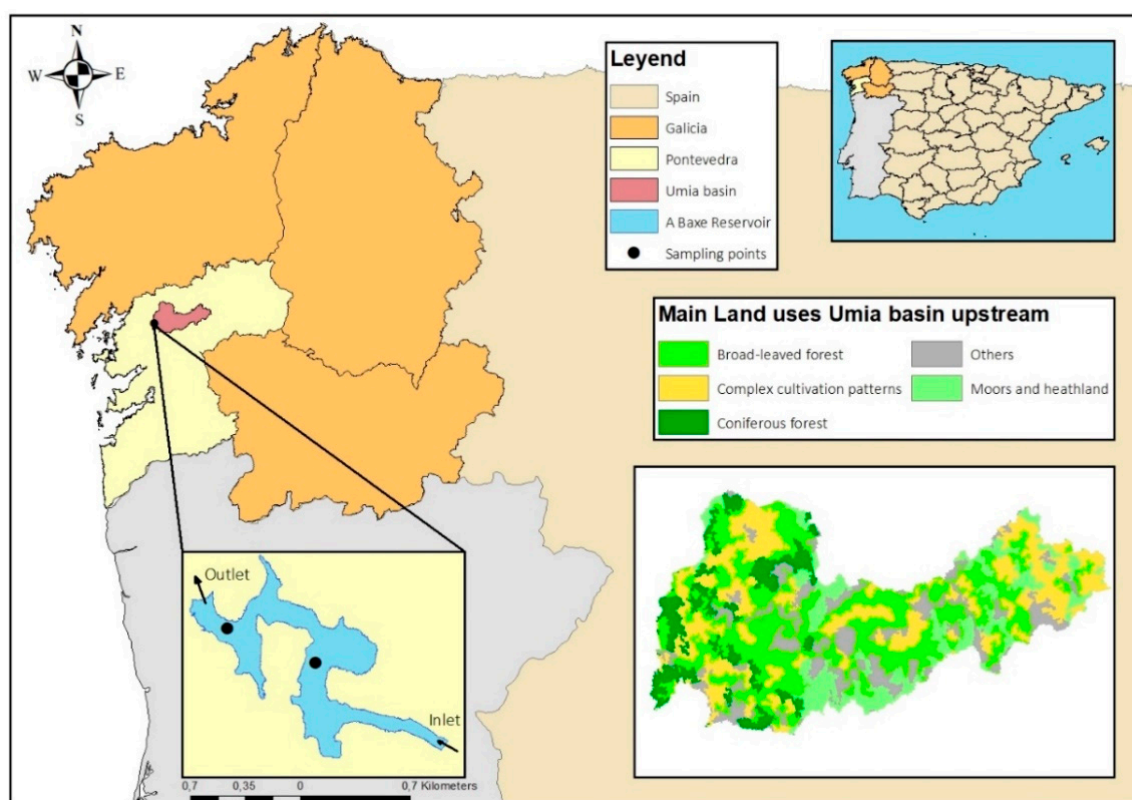 N
W
E
S
Leyend
Spain
Galicia
Pontevedra
Umia basin
A Baxe Reservoir
Sampling points
Main Land uses Umia basin upstream
Broad-leaved forest
Others
Complex cultivation patterns
Moors and heathland
Coniferous forest
Outlet
Inlet
0,7 0,35 0 0,7 Kilometers